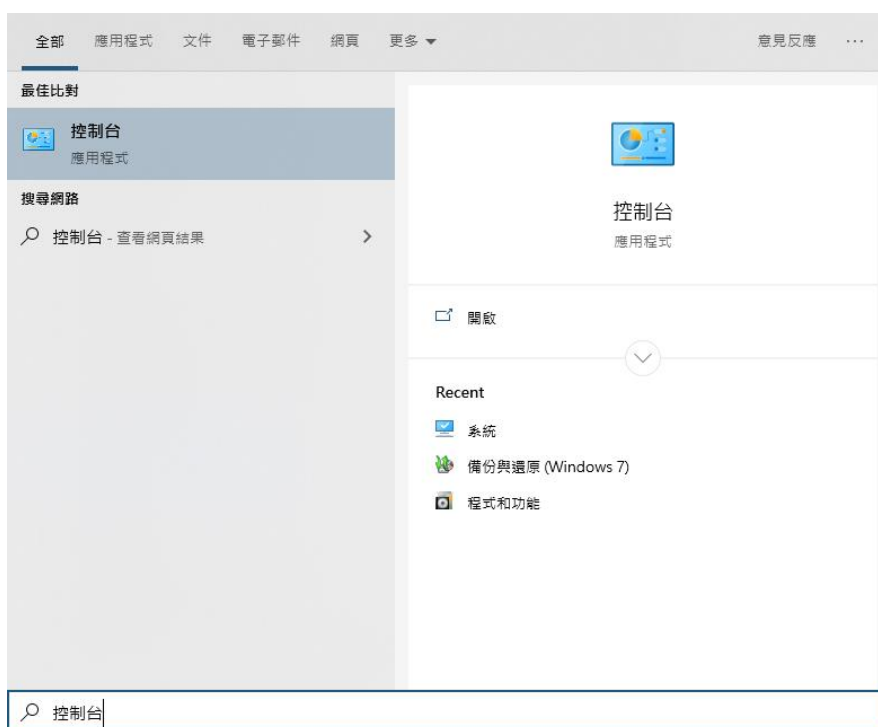 全部 應用程式 文件 電子郵件 網頁 更多 意見反應 ...
最佳比對
控制台
應用程式
搜尋網路
控制台 - 查看網頁結果
控制台
應用程式
開啟
Recent
系統
備份與還原 (Windows 7)
程式和功能
控制台